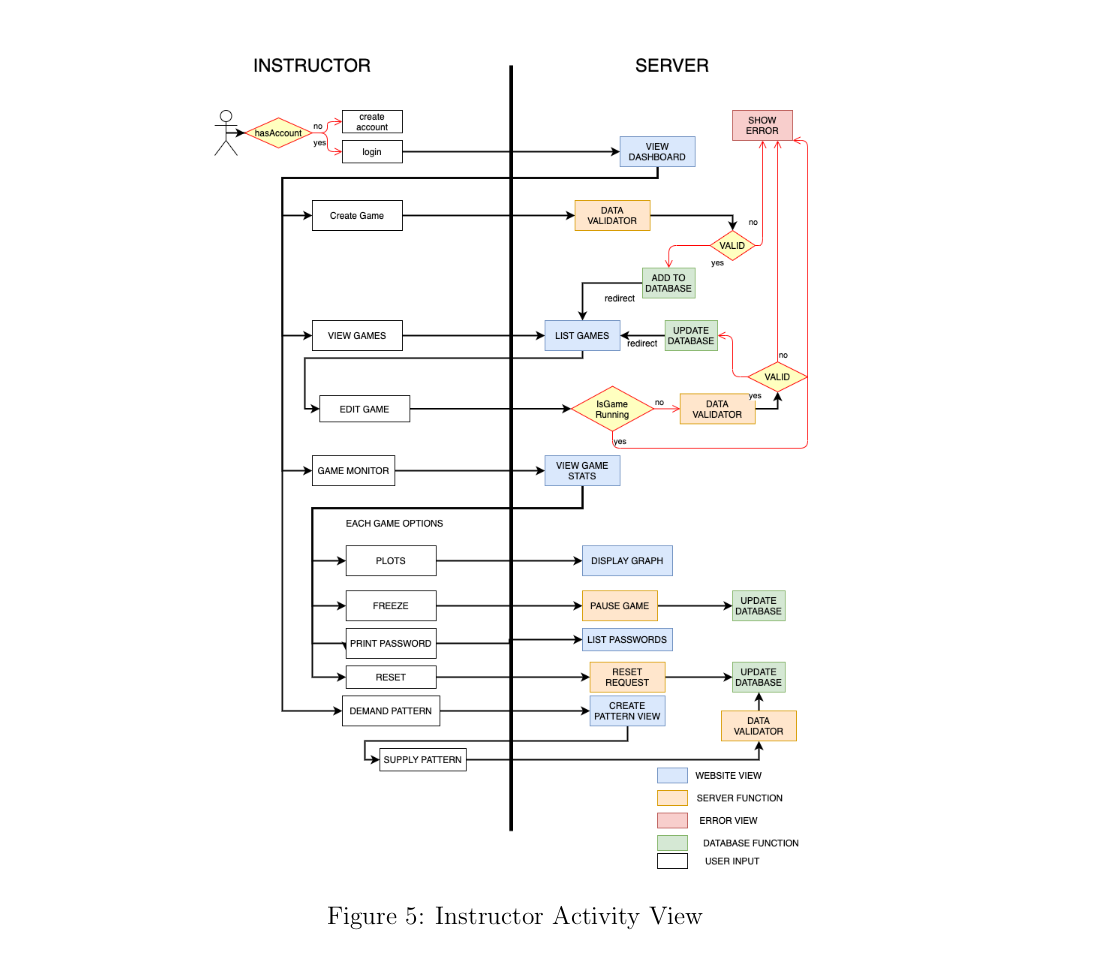 INSTRUCTOR
SERVER
hasAccount
no
yes
create
account
login
VIEW
DASHBOARD
SHOW
ERROR
Create Game
DATA
VALIDATOR
no
VALID
yes
ADD TO
DATABASE
redirect
VIEW GAMES
LIST GAMES
UPDATE
DATABASE
redirect
no
VALID
yes
EDIT GAME
IsGame
Running
no
DATA
VALIDATOR
yes
GAME MONITOR
VIEW GAME
STATS
EACH GAME OPTIONS
PLOTS
DISPLAY GRAPH
FREEZE
PAUSE GAME
UPDATE
DATABASE
PRINT PASSWORD
LIST PASSWORDS
RESET
RESET
REQUEST
UPDATE
DATABASE
DEMAND PATTERN
CREATE
PATTERN VIEW
DATA
VALIDATOR
SUPPLY PATTERN
WEBSITE VIEW
SERVER FUNCTION
ERROR VIEW
DATABASE FUNCTION
USER INPUT
Figure 5: Instructor Activity View